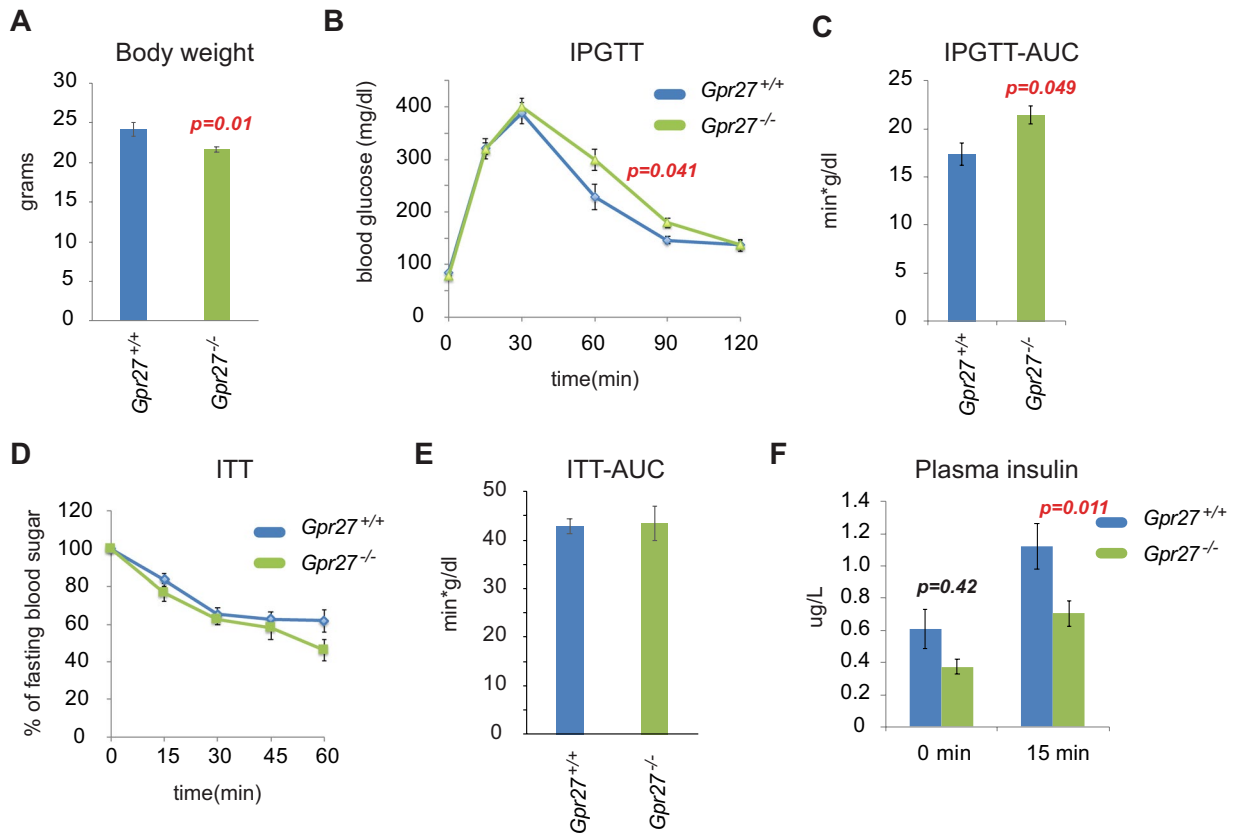 A
Body weight
30
25
20
15
10
5
0
grams
p=0.01
Gpr27+/+
Gpr27-/-
B
IPGTT
400
300
200
100
0
blood glucose (mg/dl)
0 30 60 90 120
time(min)
Gpr27+/+
Gpr27-/-
p=0.041
C
IPGTT-AUC
25
20
15
10
5
0
min*g/dl
p=0.049
Gpr27+/+
Gpr27-/-
D
ITT
120
100
80
60
40
20
0
% of fasting blood sugar
0 15 30 45 60
time(min)
Gpr27+/+
Gpr27-/-
E
ITT-AUC
50
40
30
20
10
0
min*g/dl
Gpr27+/+
Gpr27-/-
F
Plasma insulin
1.4
1.2
1
0.8
0.6
0.4
0.2
0
ug/L
p=0.42
p=0.011
0 min 15 min
Gpr27+/+
Gpr27-/-